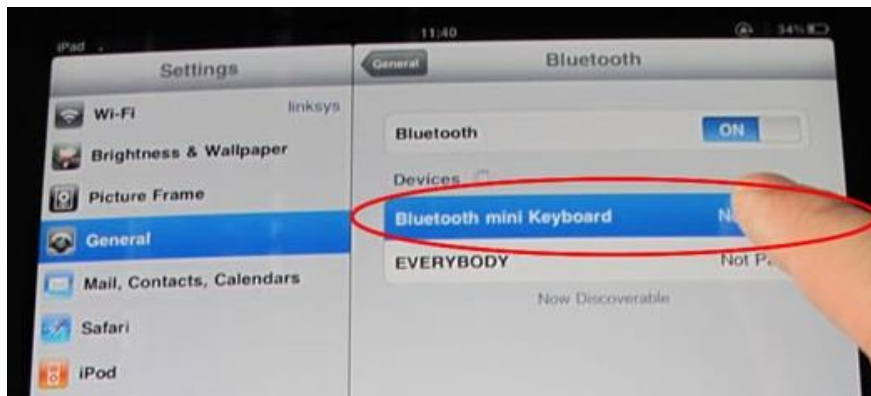 iPad 11:40 34%
Settings General Bluetooth
Wi-Fi linksys
Brightness & Wallpaper
Picture Frame
General
Mail, Contacts, Calendars
Safari
iPod
Bluetooth ON
Devices
Bluetooth mini Keyboard
EVERYBODY Not
Now Discoverable